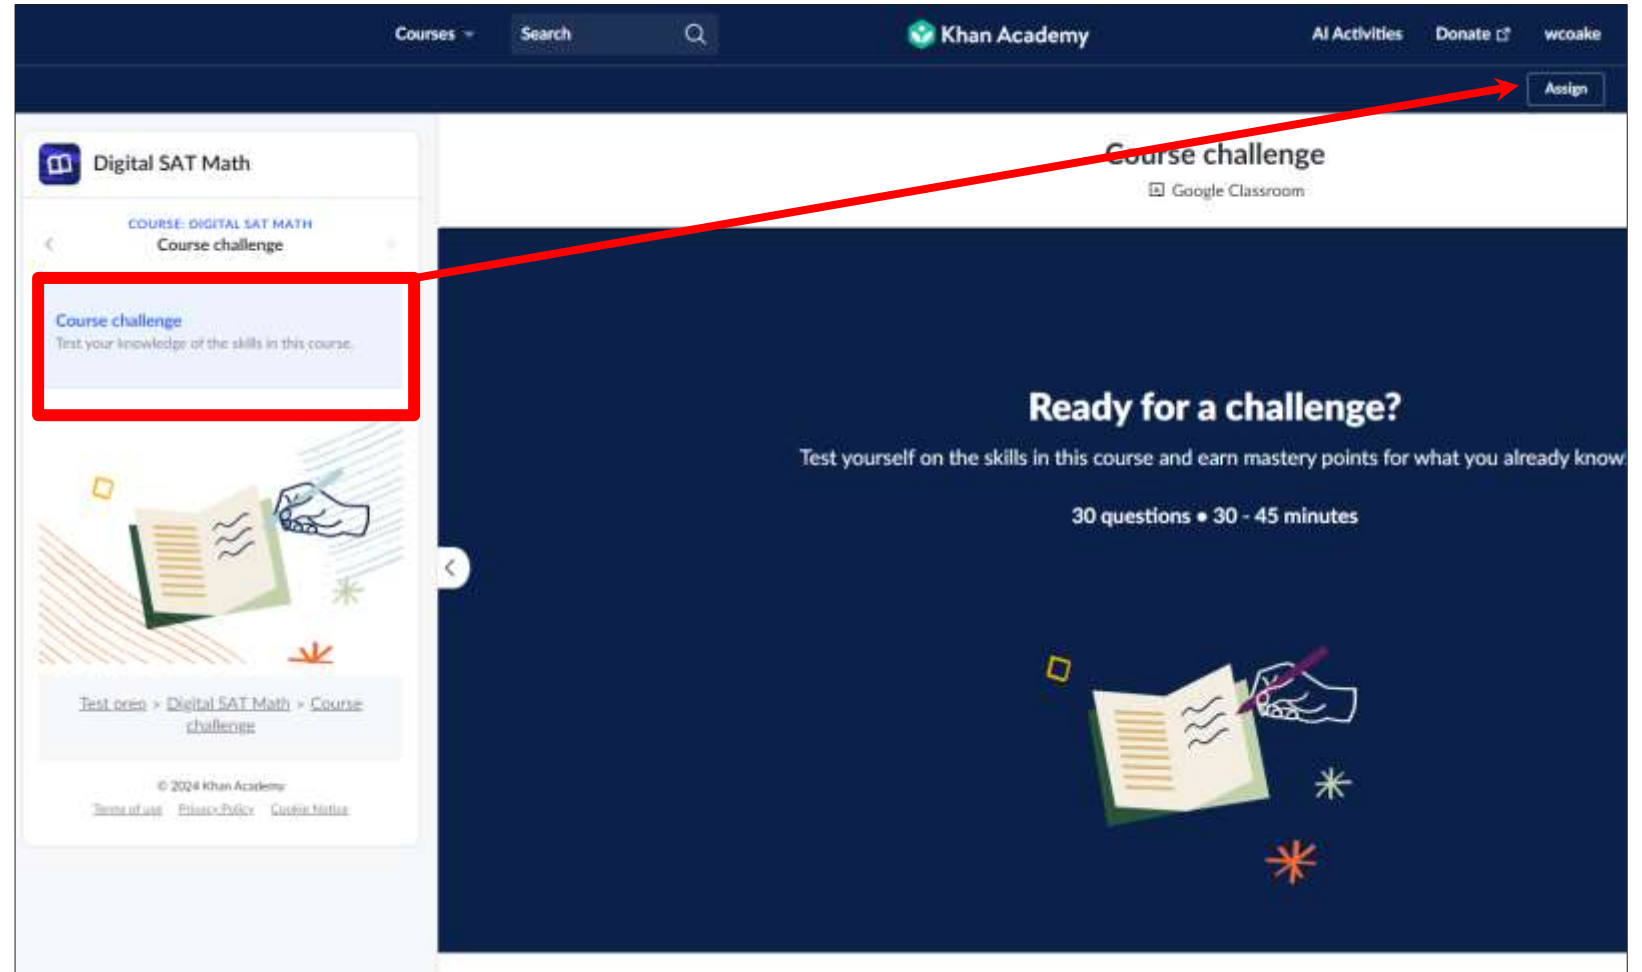 Courses
Search
Khan Academy
AI Activities
Donate
wcoake
Assign
Digital SAT Math
COURSE: DIGITAL SAT MATH
Course challenge
Course challenge
Test your knowledge of the skills in this course.
Test prep > Digital SAT Math > Course
challenge
© 2024 Khan Academy
Terms of use Privacy Policy Cookie Notice
Course challenge
Google Classroom
Ready for a challenge?
Test yourself on the skills in this course and earn mastery points for what you already know
30 questions • 30 - 45 minutes